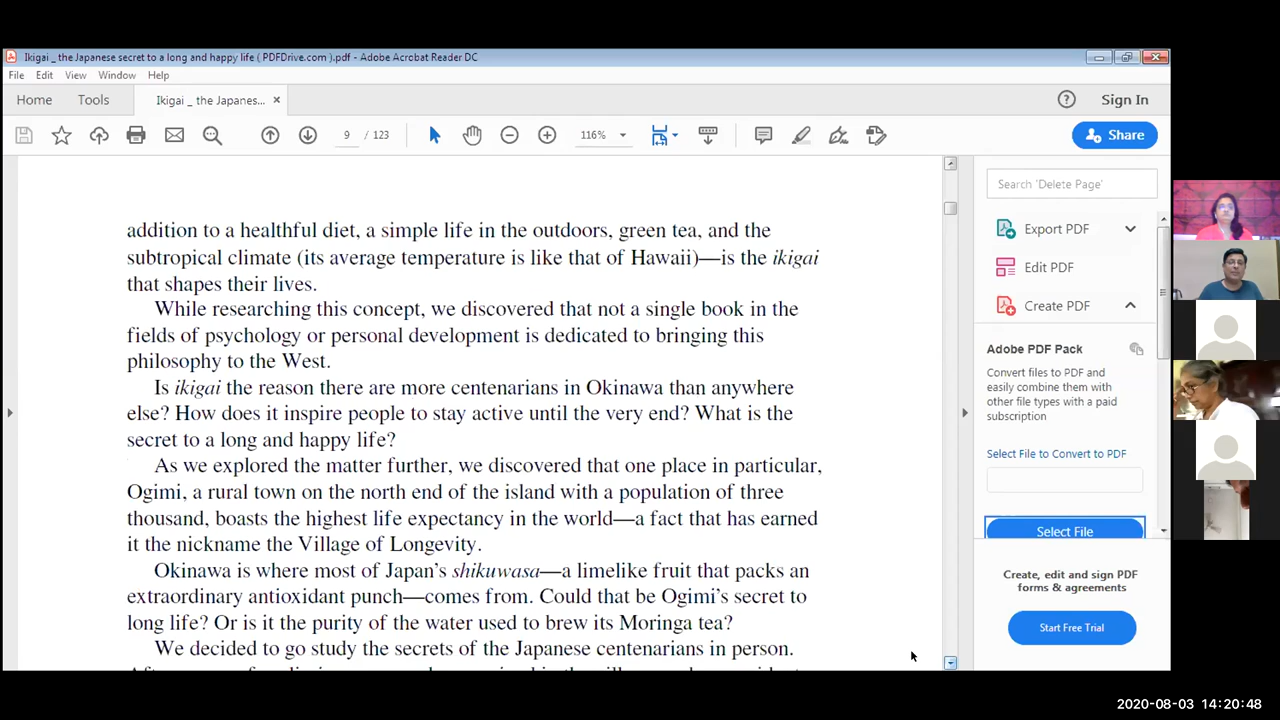 Ikigai _ the Japanese secret to a long and happy life ( PDFDrive.com ).pdf - Adobe Acrobat Reader DC
File Edit View Window Help
Home Tools Ikigai _ the Japanes... × Sign In
9 / 123 116% Share
addition to a healthful diet, a simple life in the outdoors, green tea, and the
subtropical climate (its average temperature is like that of Hawaii)—is the ikigai
that shapes their lives.
While researching this concept, we discovered that not a single book in the
fields of psychology or personal development is dedicated to bringing this
philosophy to the West.
Is ikigai the reason there are more centenarians in Okinawa than anywhere
else? How does it inspire people to stay active until the very end? What is the
secret to a long and happy life?
As we explored the matter further, we discovered that one place in particular,
Ogimi, a rural town on the north end of the island with a population of three
thousand, boasts the highest life expectancy in the world—a fact that has earned
it the nickname the Village of Longevity.
Okinawa is where most of Japan's shikuwasa—a limelike fruit that packs an
extraordinary antioxidant punch—comes from. Could that be Ogimi's secret to
long life? Or is it the purity of the water used to brew its Moringa tea?
We decided to go study the secrets of the Japanese centenarians in person.
Search 'Delete Page'
Export PDF
Edit PDF
Create PDF
Adobe PDF Pack
Convert files to PDF and
easily combine them with
other file types with a paid
subscription
Select File to Convert to PDF
Select File
Create, edit and sign PDF
forms & agreements
Start Free Trial
2020-08-03 14:20:48